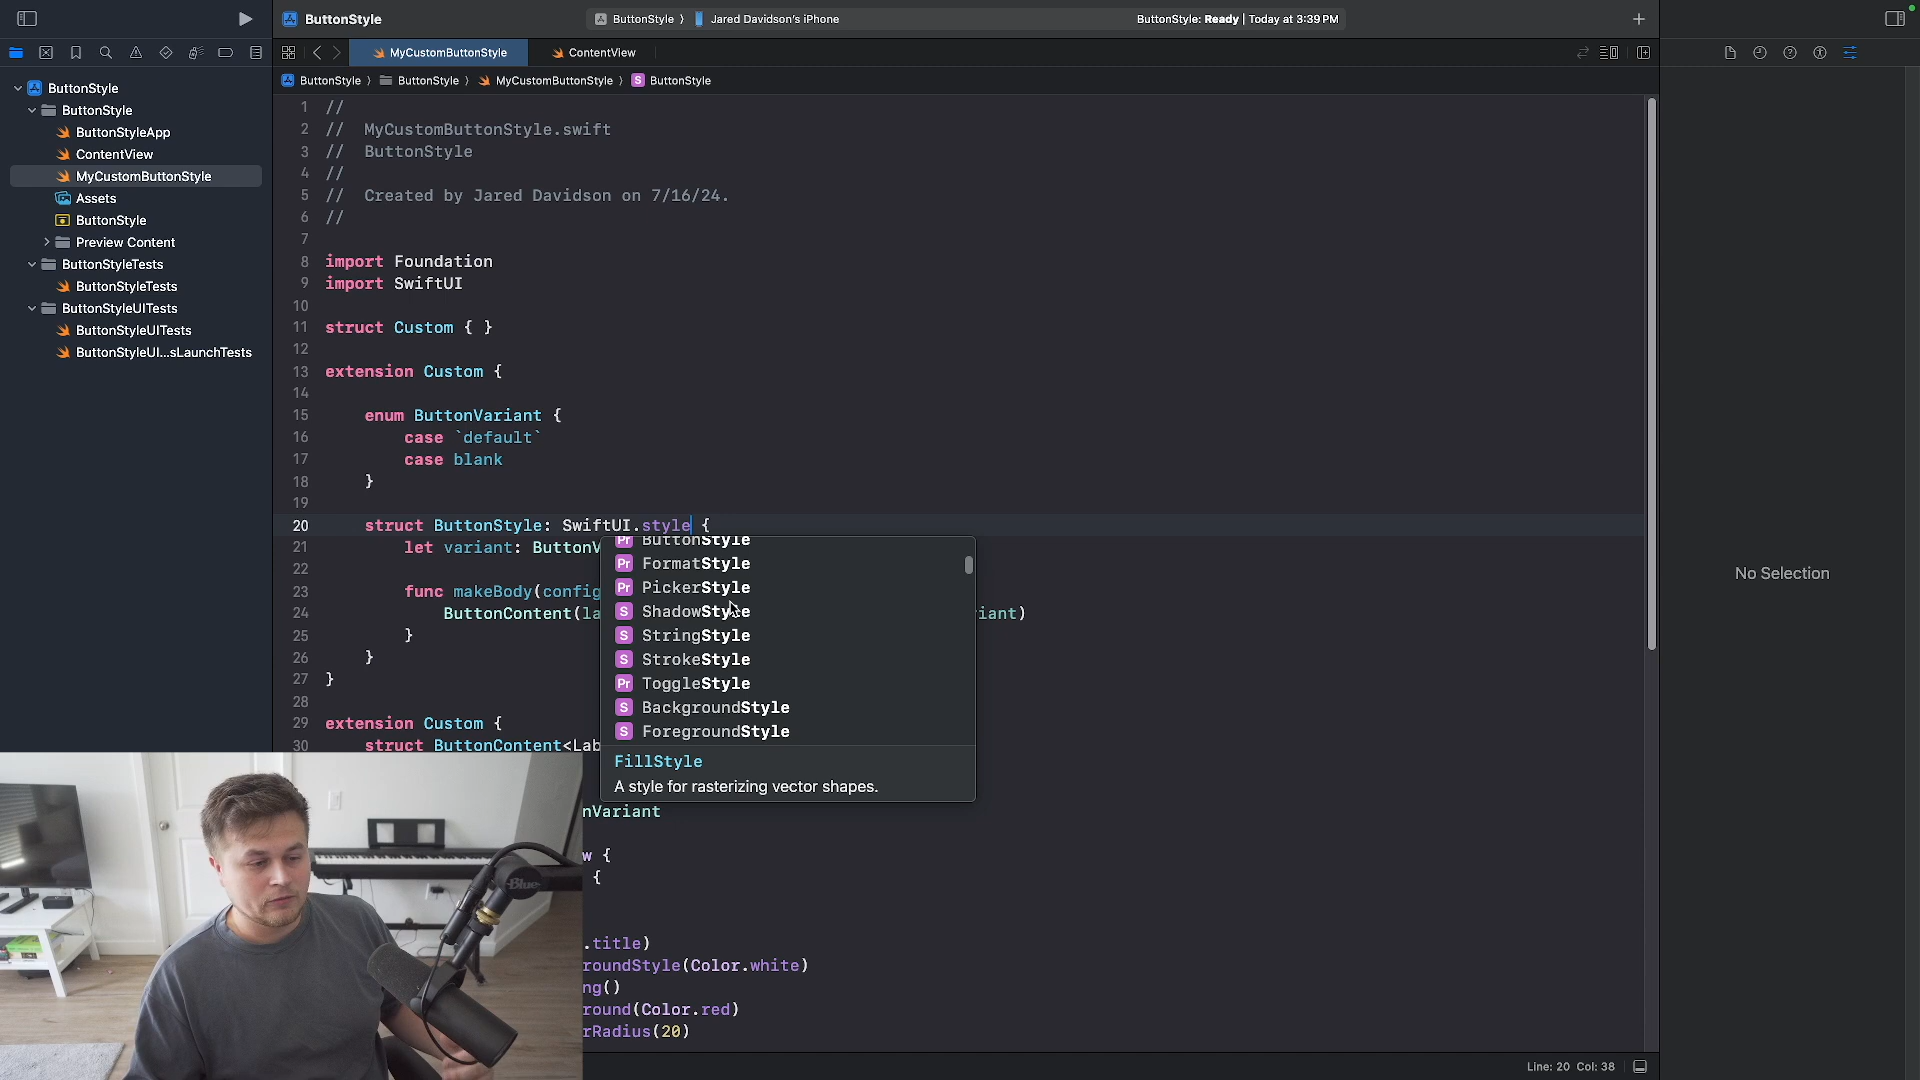 ButtonStyle
ButtonStyle 〉 Jared Davidson's iPhone
ButtonStyle: Ready | Today at 3:39 PM
MyCustomButtonStyle
ContentView
ButtonStyle 〉 ButtonStyle 〉 MyCustomButtonStyle 〉 S ButtonStyle
ButtonStyle
ButtonStyle
ButtonStyleApp
ContentView
MyCustomButtonStyle
Assets
ButtonStyle
Preview Content
ButtonStyleTests
ButtonStyleTests
ButtonStyleUITests
ButtonStyleUITests
ButtonStyleUI...sLaunchTests
1 //
2 //  MyCustomButtonStyle.swift
3 //  ButtonStyle
4 //
5 //  Created by Jared Davidson on 7/16/24.
6 //
7
8 import Foundation
9 import SwiftUI
10
11 struct Custom { }
12
13 extension Custom {
14
15     enum ButtonVariant {
16         case `default`
17         case blank
18     }
19
20     struct ButtonStyle: SwiftUI.style {
21         let variant: ButtonV
22
23         func makeBody(config
24             ButtonContent(la iant)
25         }
26     }
27 }
28
29 extension Custom {
30     struct ButtonContent<Lab
Pr ButtonStyle
Pr FormatStyle
Pr PickerStyle
S ShadowStyle
S StringStyle
S StrokeStyle
Pr ToggleStyle
S BackgroundStyle
S ForegroundStyle
FillStyle
A style for rasterizing vector shapes.
nVariant
w {
{
.title)
roundStyle(Color.white)
ng()
round(Color.red)
rRadius(20)
No Selection
Blue
Line: 20 Col: 38